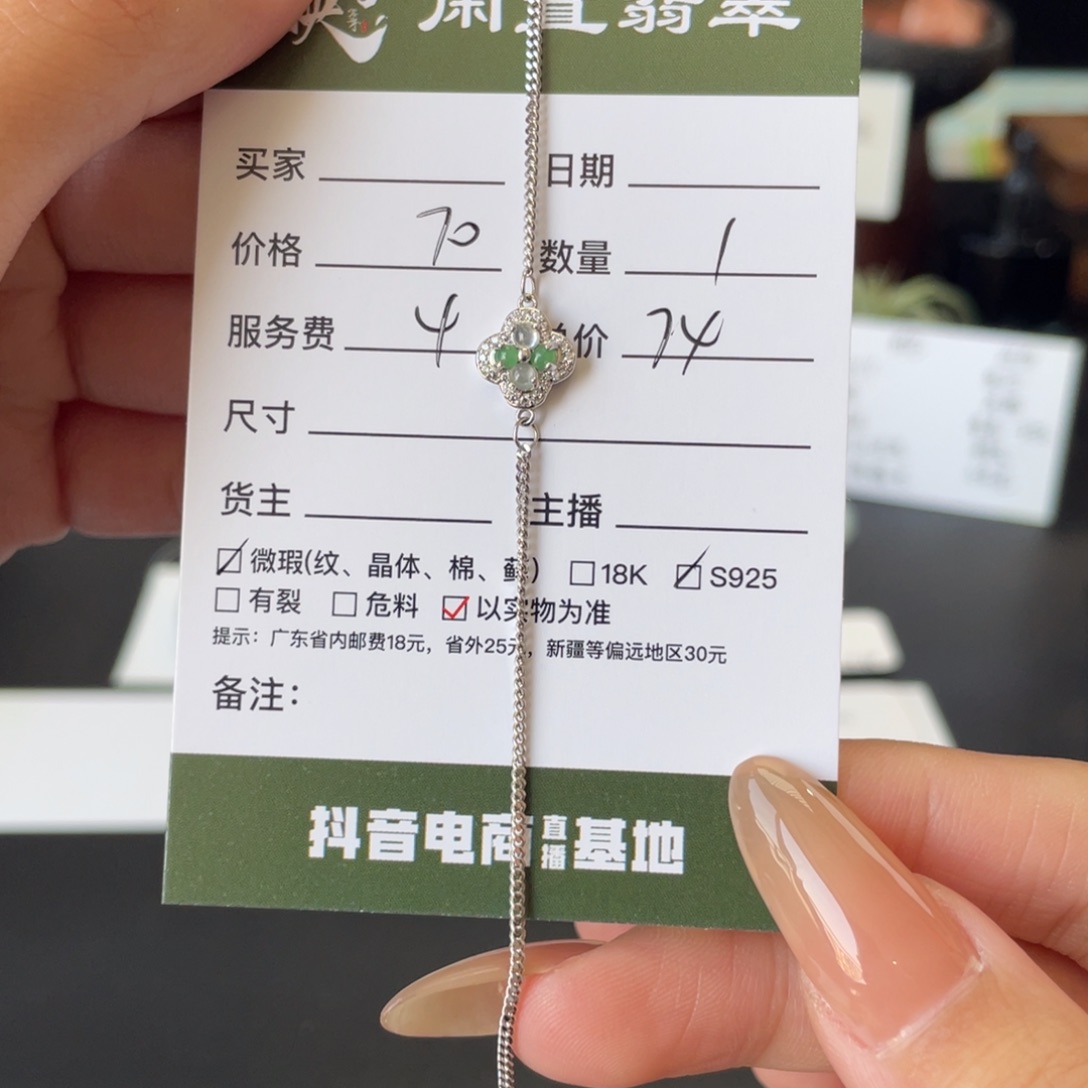 翡翠
买家 日期
价格 70 数量 1
服务费 4 价 74
尺寸
货主 主播
微瑕(纹、晶体、棉、藓) 18K S925
有裂 危料 以实物为准
提示：广东省内邮费18元，省外25元，新疆等偏远地区30元
备注：
抖音电商直播基地